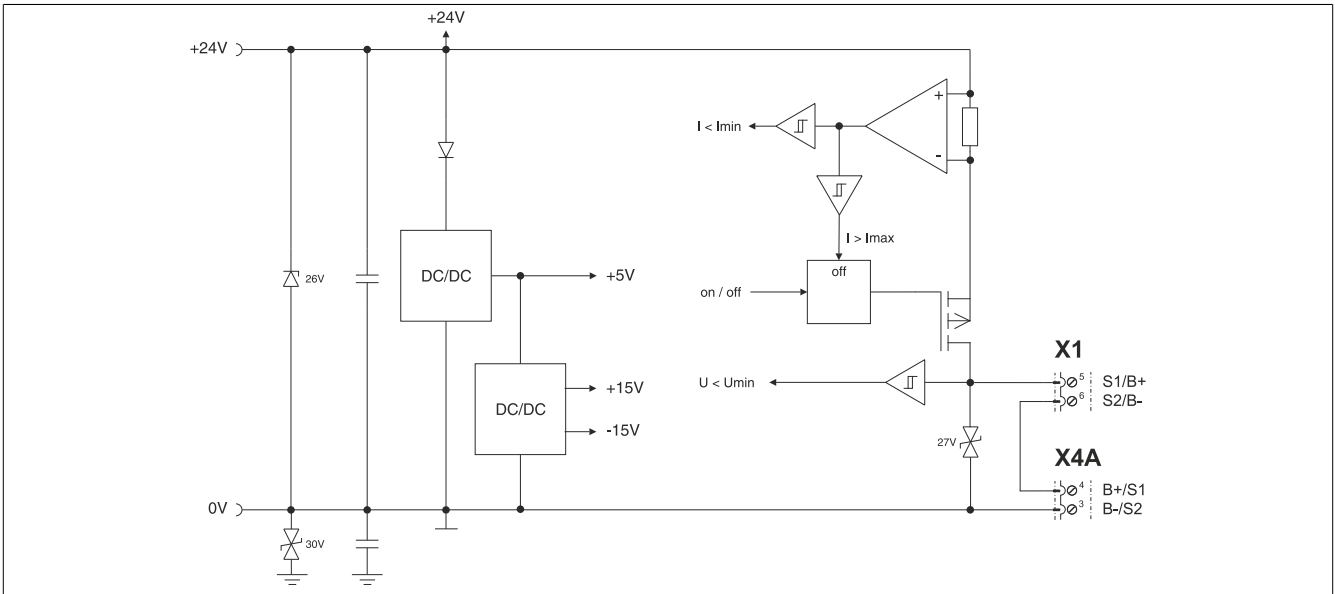 +24V
+24V
+
-
I < Imin
I > Imax
off
on / off
26V
DC/DC
+5V
DC/DC
+15V
-15V
U < Umin
27V
X1
5 S1/B+
6 S2/B-
X4A
4 B+/S1
3 B-/S2
0V
30V